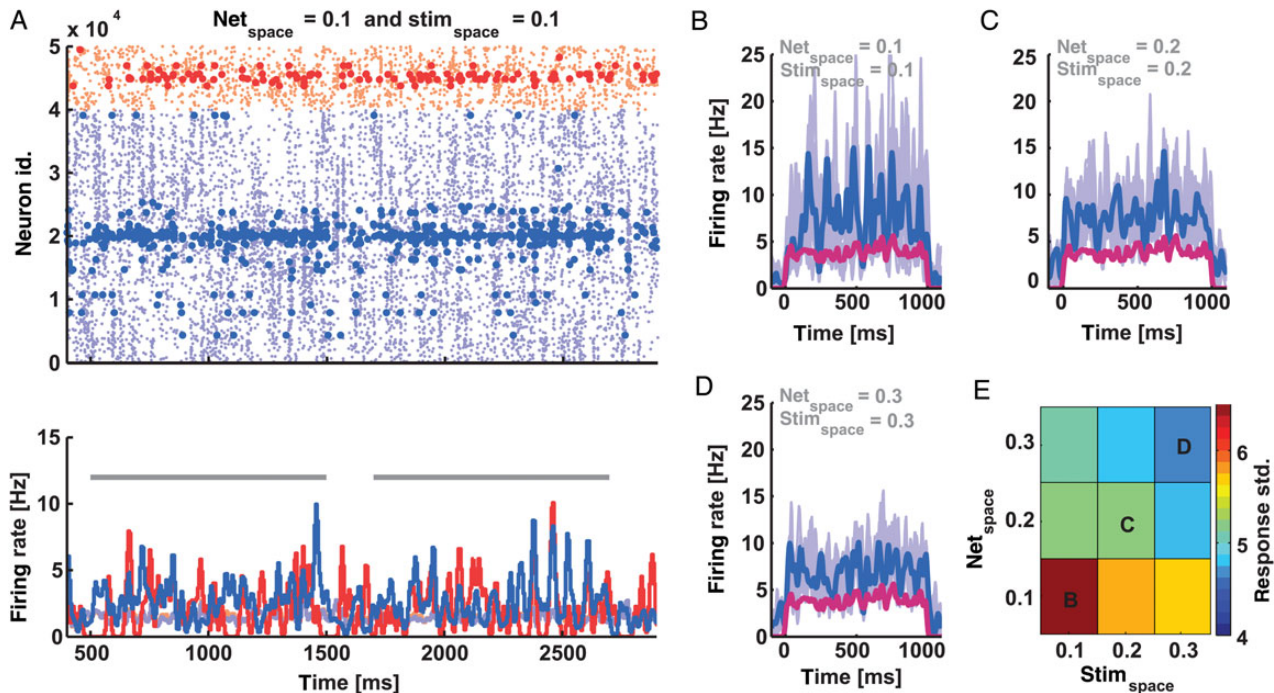 A
x 10^4
Net_space = 0.1 and stim_space = 0.1
5
4
3
2
1
0
Neuron id.
15
10
5
0
Firing rate [Hz]
500
1000
1500
2000
2500
Time [ms]
B
Net_space = 0.1
Stim_space = 0.1
25
20
15
10
5
0
Firing rate [Hz]
0
500
1000
Time [ms]
C
Net_space = 0.2
Stim_space = 0.2
25
20
15
10
5
0
0
500
1000
Time [ms]
D
Net_space = 0.3
Stim_space = 0.3
25
20
15
10
5
0
Firing rate [Hz]
0
500
1000
Time [ms]
E
0.3
0.2
0.1
Net_space
D
C
B
0.1
0.2
0.3
Stim_space
6
5
4
Response std.